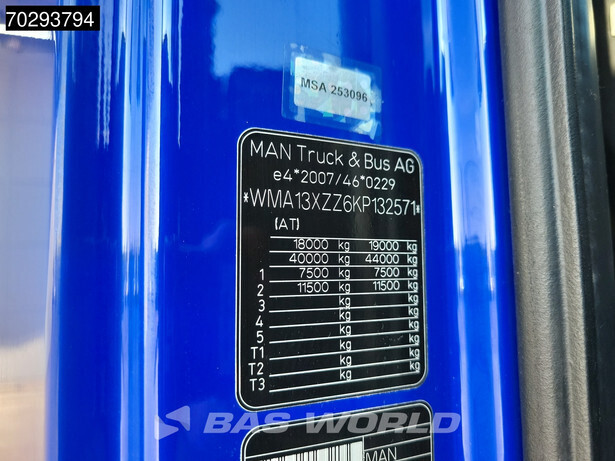 70293794
MSA 253096
MAN Truck & Bus AG
e4*2007/46*0229
*WMA13XZZ6KP132571*
(AT)
18000 kg 19000 kg
40000 kg 44000 kg
1 7500 kg 7500 kg
2 11500 kg 11500 kg
3 kg kg
4 kg kg
5 kg kg
T1 kg kg
T2 kg kg
T3 kg kg
BAS WORLD
MAN